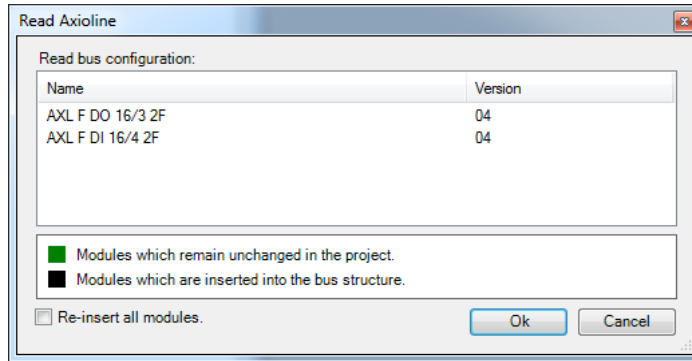 Read Axioline
Read bus configuration:
Name Version
AXL F DO 16/3 2F 04
AXL F DI 16/4 2F 04
Modules which remain unchanged in the project.
Modules which are inserted into the bus structure.
Re-insert all modules. Ok Cancel